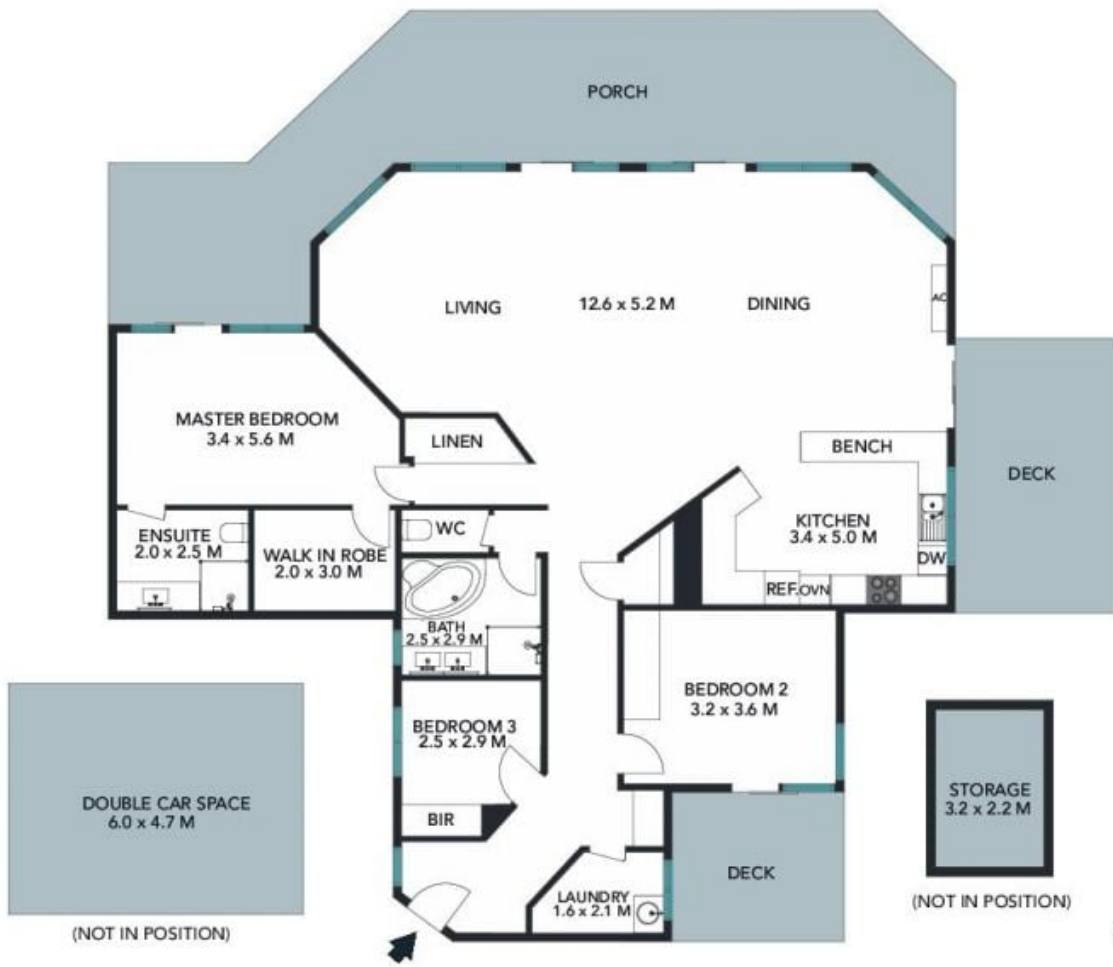 PORCH
LIVING
12.6 x 5.2 M
DINING
AC
MASTER BEDROOM
3.4 x 5.6 M
LINEN
BENCH
DECK
ENSUITE
2.0 x 2.5 M
WALK IN ROBE
2.0 x 3.0 M
WC
KITCHEN
3.4 x 5.0 M
DW
REF.
OVN
BATH
2.5 x 2.9 M
BEDROOM 2
3.2 x 3.6 M
BEDROOM 3
2.5 x 2.9 M
BIR
DOUBLE CAR SPACE
6.0 x 4.7 M
(NOT IN POSITION)
STORAGE
3.2 x 2.2 M
(NOT IN POSITION)
DECK
LAUNDRY
1.6 x 2.1 M